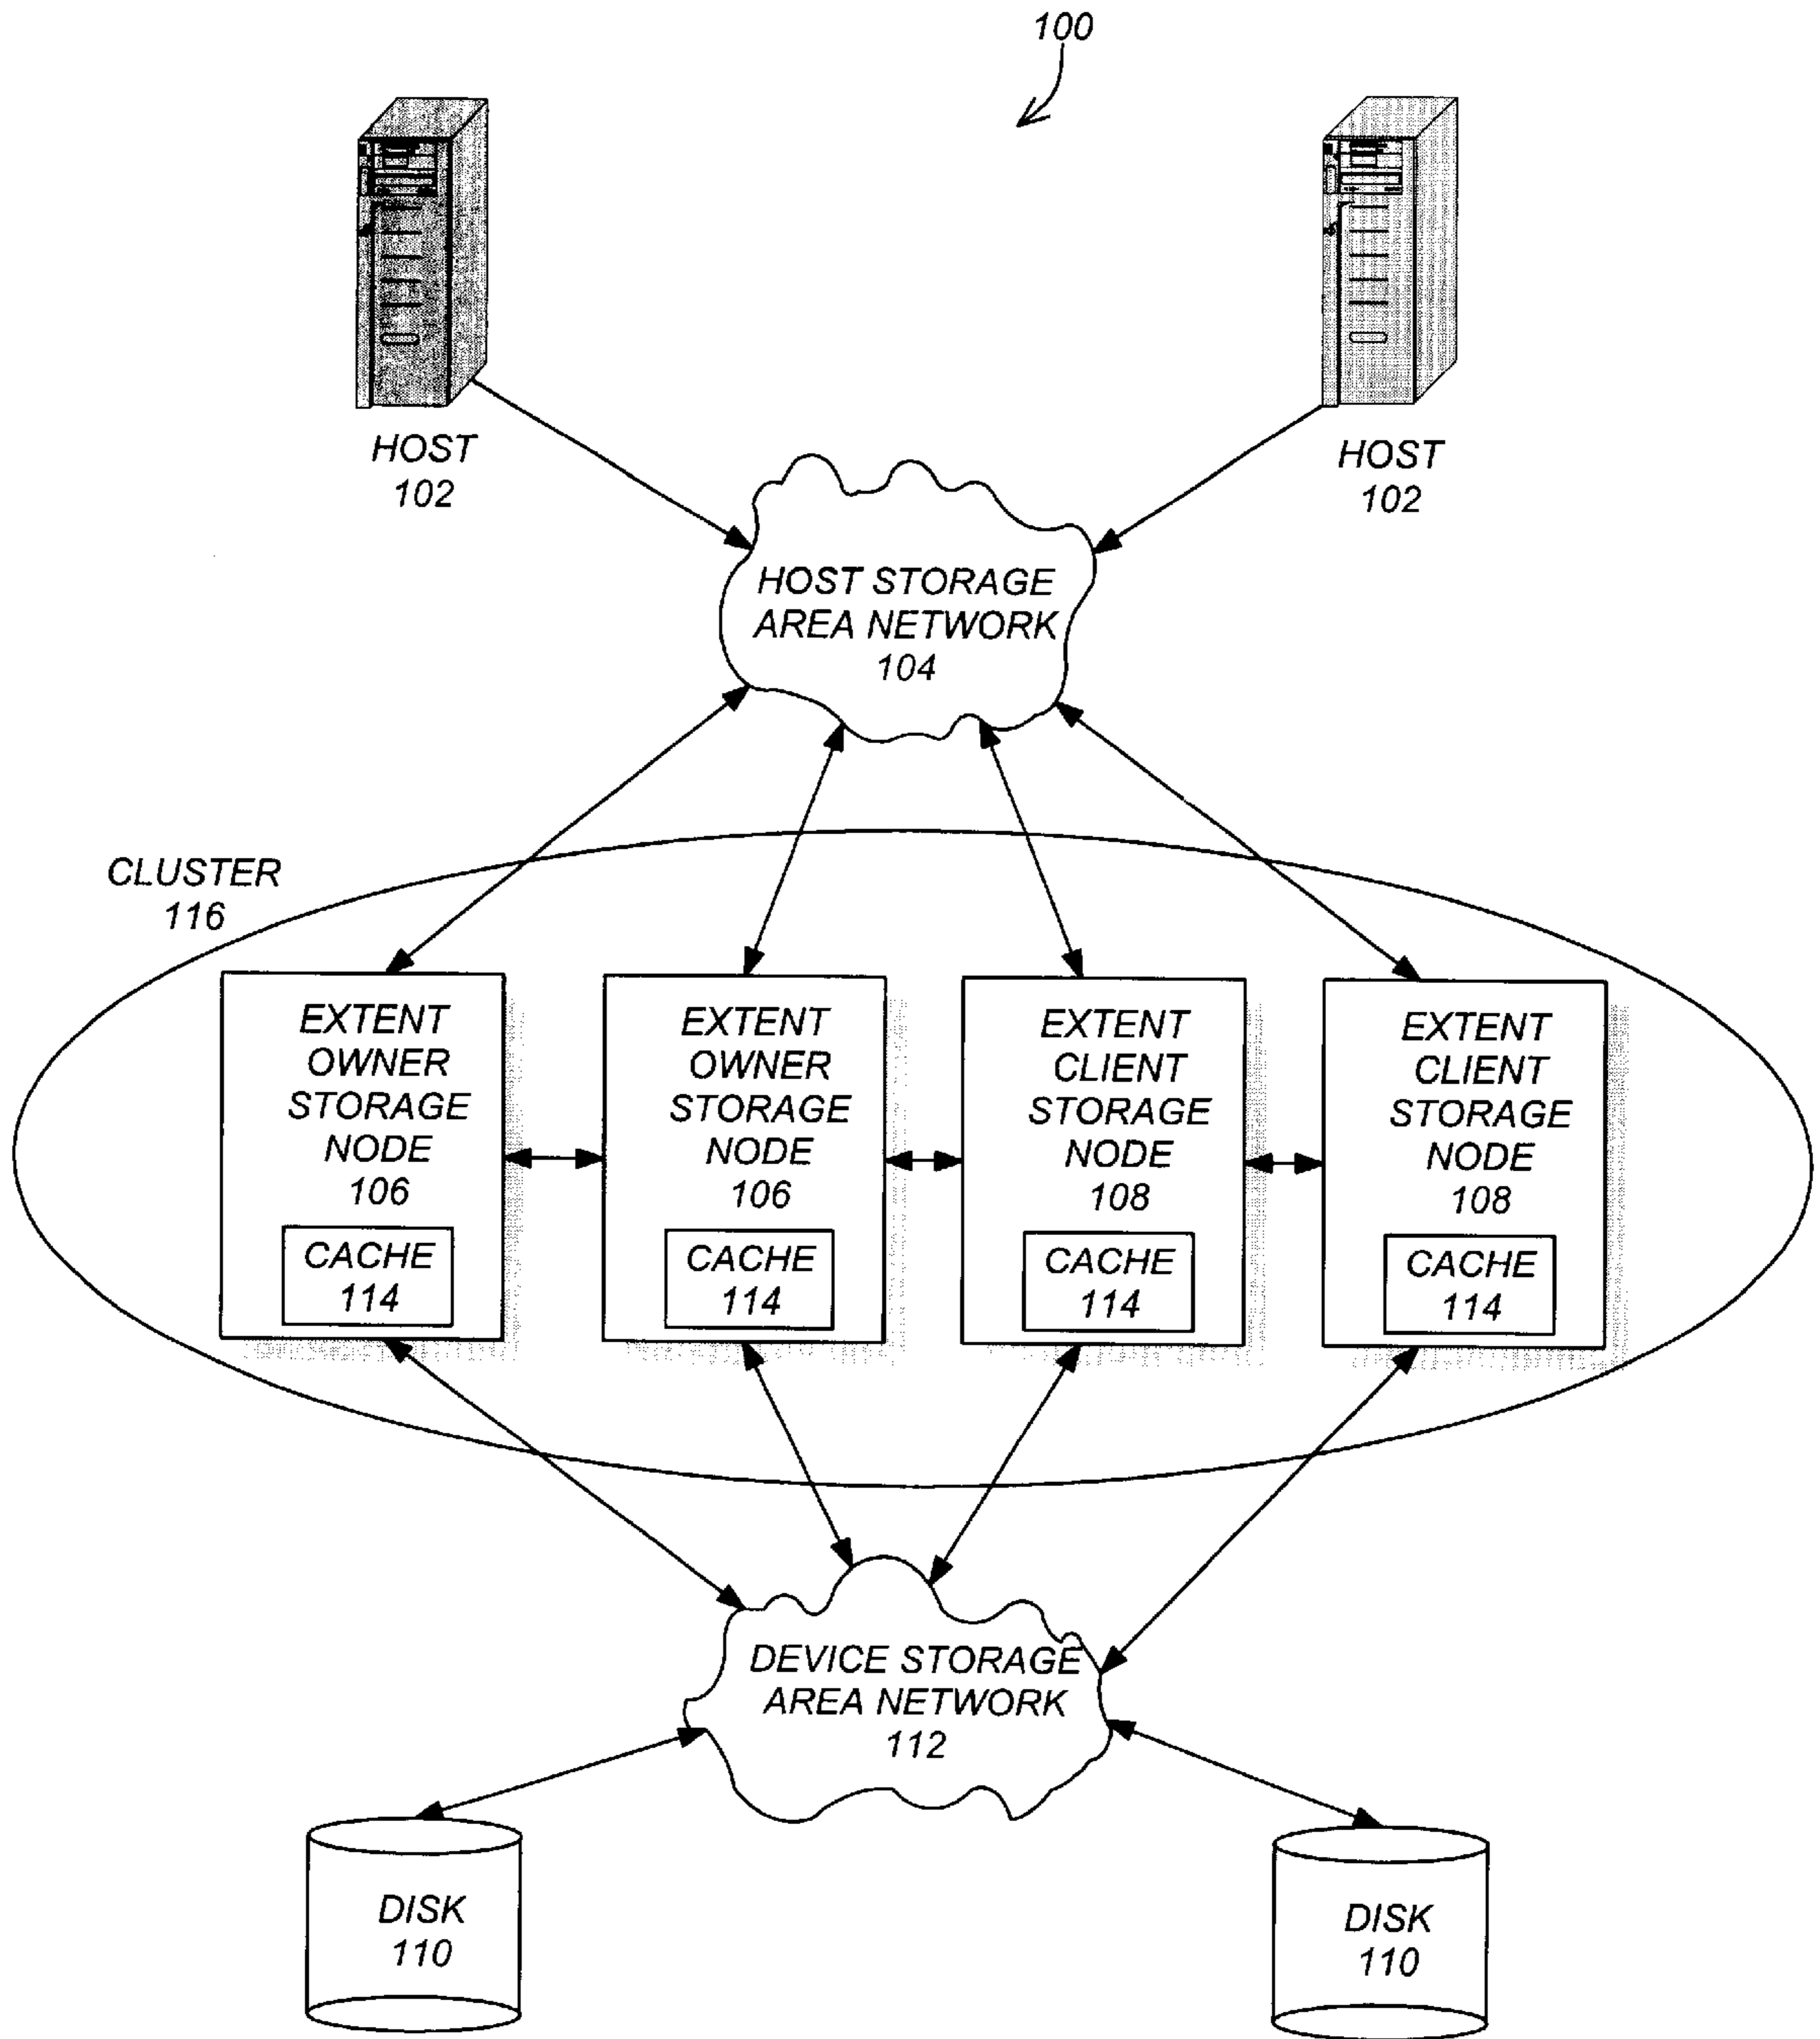 100
HOST
102
HOST
102
HOST STORAGE
AREA NETWORK
104
CLUSTER
116
EXTENT
OWNER
STORAGE
NODE
106
CACHE
114
EXTENT
OWNER
STORAGE
NODE
106
CACHE
114
EXTENT
CLIENT
STORAGE
NODE
108
CACHE
114
EXTENT
CLIENT
STORAGE
NODE
108
CACHE
114
DEVICE STORAGE
AREA NETWORK
112
DISK
110
DISK
110